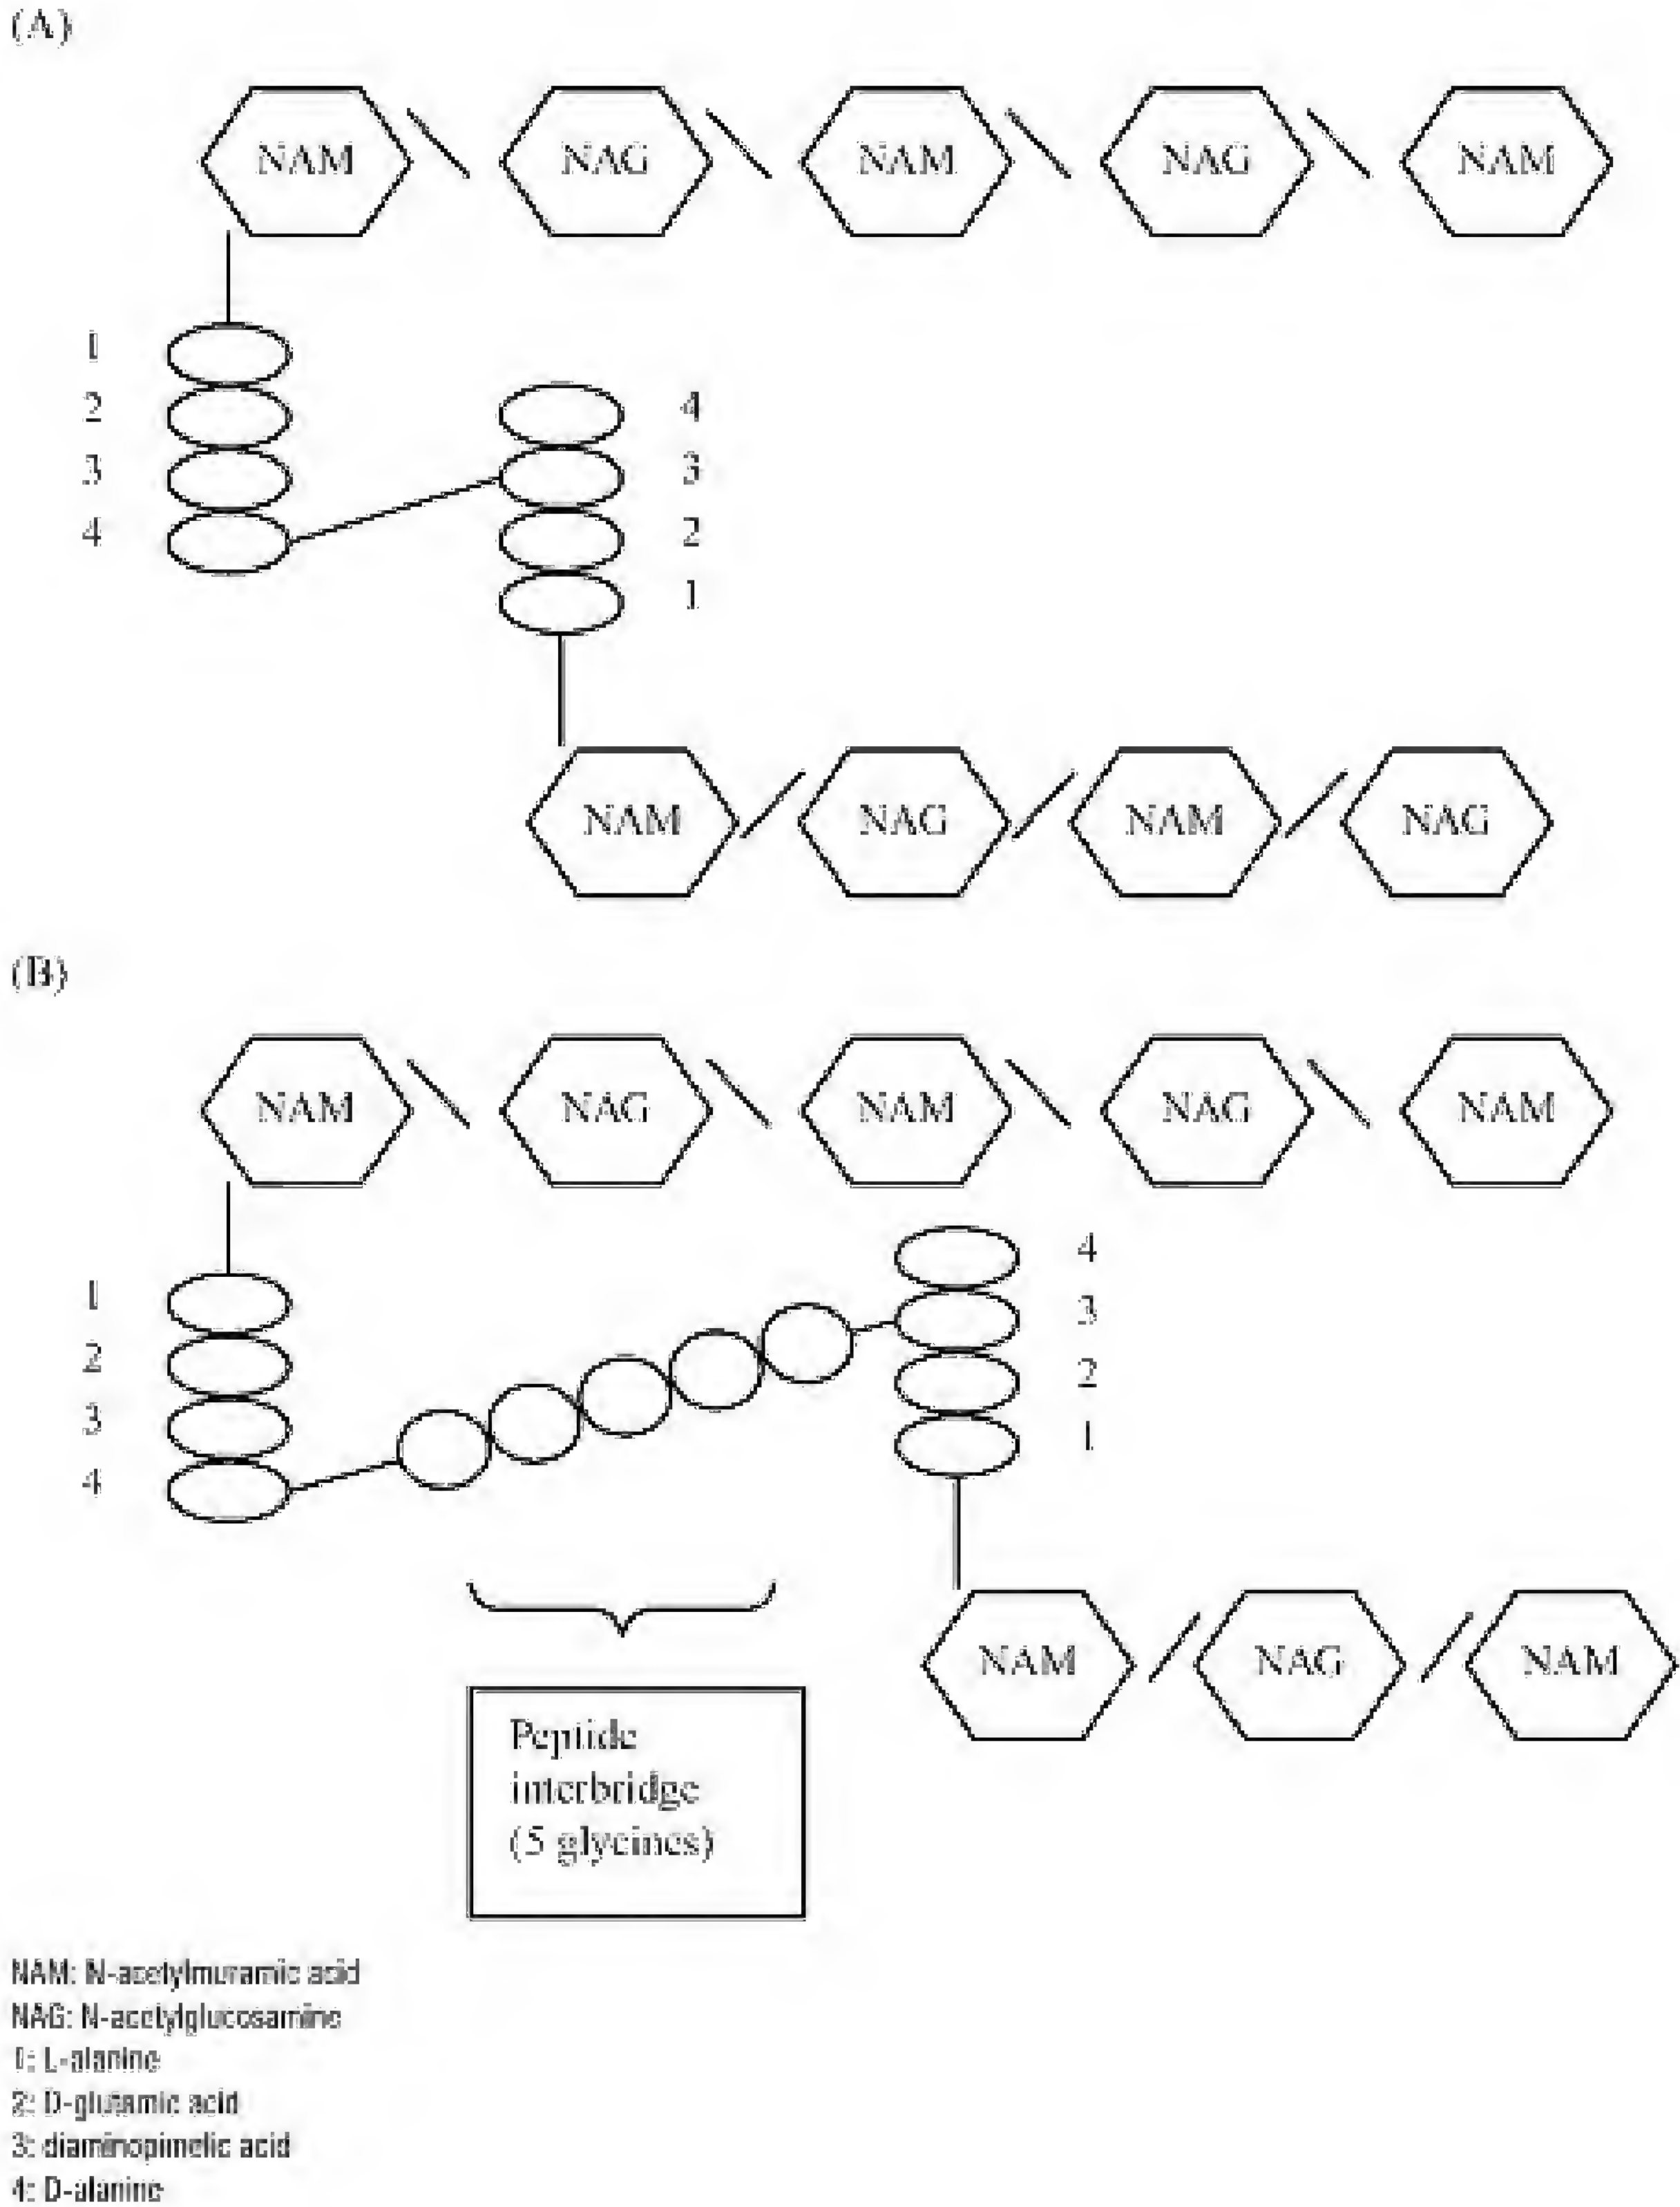 (A)
NAM NAG NAM NAG NAM
1
2 4
3 3
4 2
1
NAM NAG NAM NAG
(B)
NAM NAG NAM NAG NAM
4
1 3
2 2
3 1
4
NAM NAG NAM
Peptide
interbridge
(5 glycines)
NAM: N-acetylmuramic acid
NAG: N-acetylglucosamine
1: L-alanine
2: D-glutamic acid
3: diaminopimelic acid
4: D-alanine